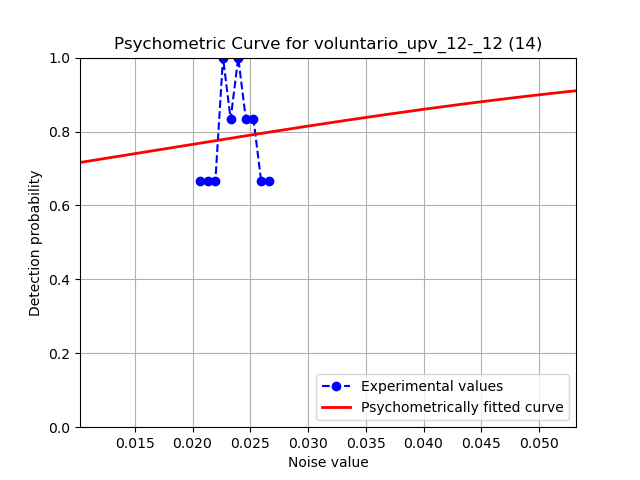 Psychometric Curve for voluntario_upv_12-_12 (14)
1.0
0.8
0.6
0.4
0.2
0.0
Detection probability
Experimental values
Psychometrically fitted curve
0.015 0.020 0.025 0.030 0.035 0.040 0.045 0.050
Noise value